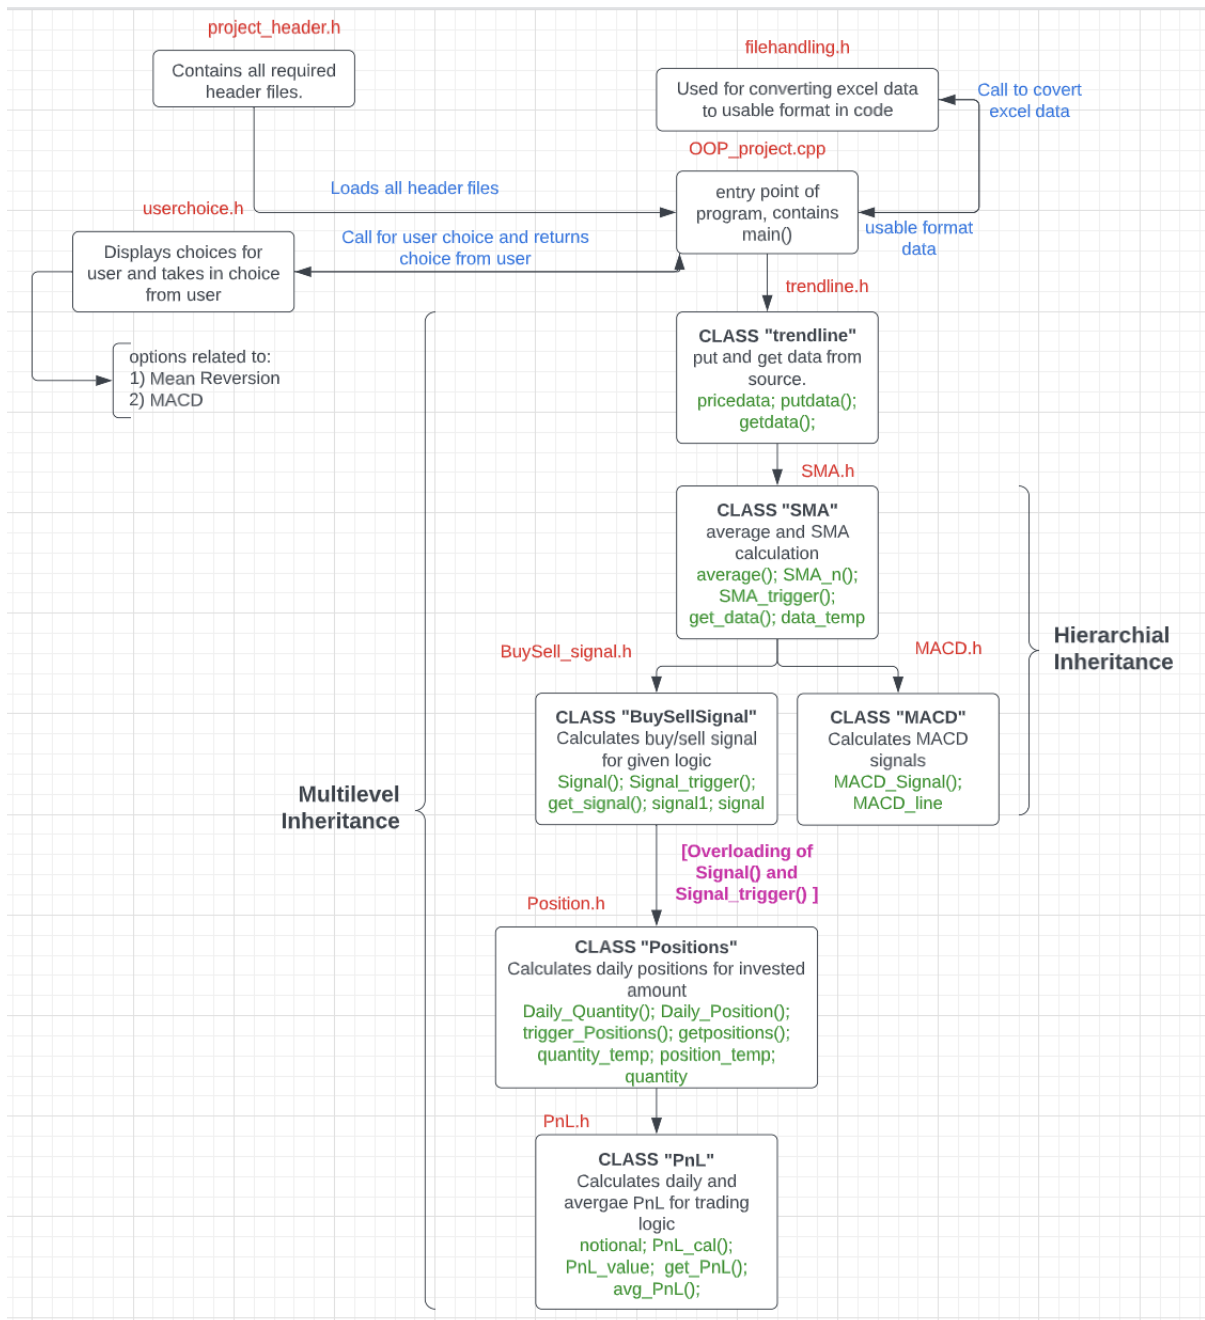 project_header.h
Contains all required
header files.
filehandling.h
Used for converting excel data
to usable format in code
Call to covert
excel data
OOP_project.cpp
entry point of
program, contains
main()
Loads all header files
usable format
data
userchoice.h
Displays choices for
user and takes in choice
from user
Call for user choice and returns
choice from user
options related to:
1) Mean Reversion
2) MACD
trendline.h
CLASS "trendline"
put and get data from
source.
pricedata; putdata();
getdata();
SMA.h
CLASS "SMA"
average and SMA
calculation
average(); SMA_n();
SMA_trigger();
get_data(); data_temp
Hierarchial
Inheritance
BuySell_signal.h
CLASS "BuySellSignal"
Calculates buy/sell signal
for given logic
Signal(); Signal_trigger();
get_signal(); signal1; signal
MACD.h
CLASS "MACD"
Calculates MACD
signals
MACD_Signal();
MACD_line
Multilevel
Inheritance
[Overloading of
Signal() and
Signal_trigger() ]
Position.h
CLASS "Positions"
Calculates daily positions for invested
amount
Daily_Quantity(); Daily_Position();
trigger_Positions(); getpositions();
quantity_temp; position_temp;
quantity
PnL.h
CLASS "PnL"
Calculates daily and
avergae PnL for trading
logic
notional; PnL_cal();
PnL_value; get_PnL();
avg_PnL();